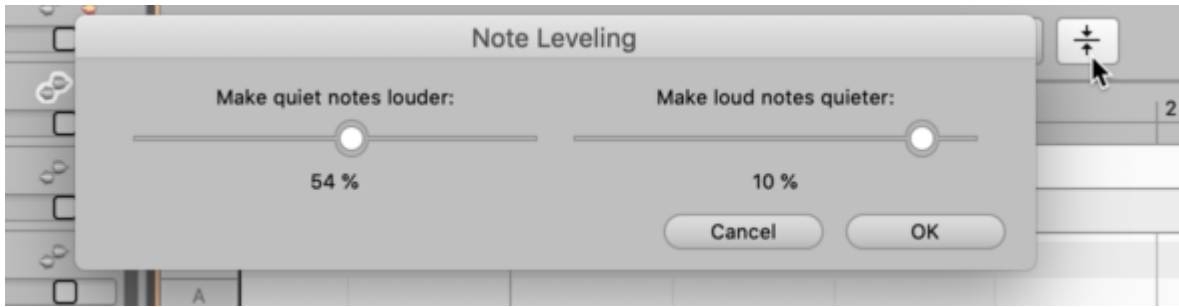 Note Leveling
Make quiet notes louder:
Make loud notes quieter:
2
54 %
10 %
Cancel
OK
A